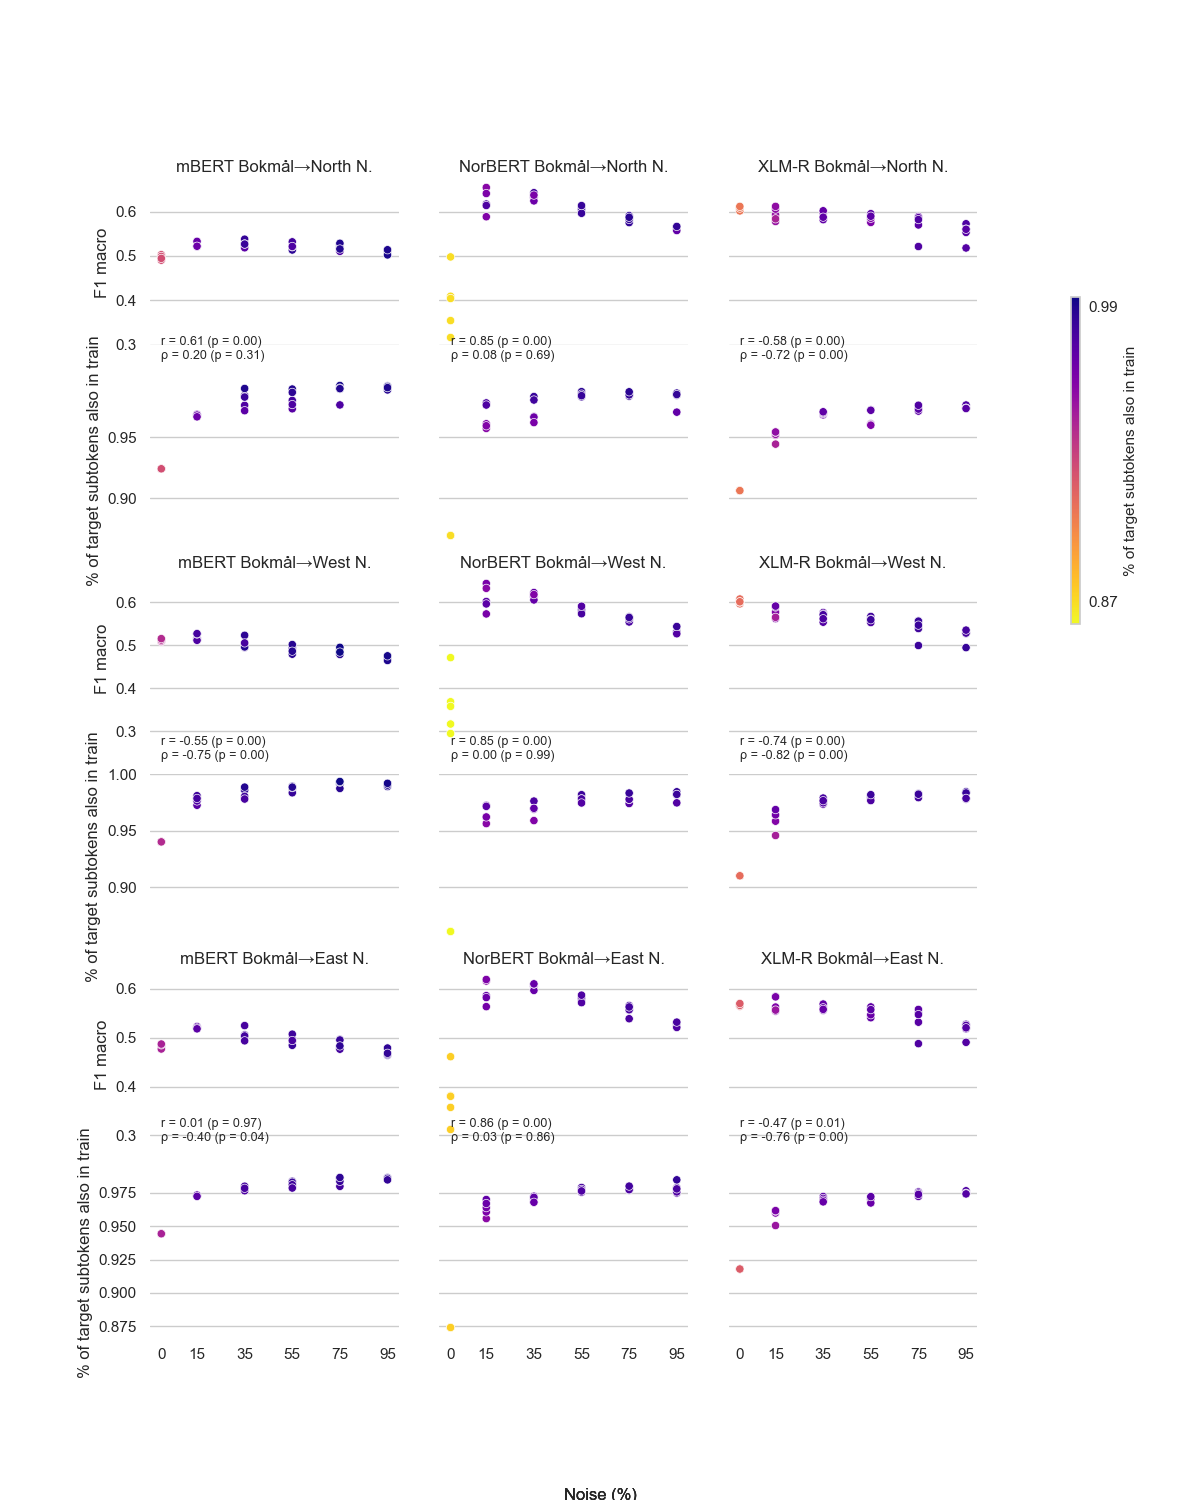 mBERT Bokmål→North N.
NorBERT Bokmål→North N.
XLM-R Bokmål→North N.
F1 macro
0.6
0.5
0.4
0.3
r = 0.61 (p = 0.00)
ρ = 0.20 (p = 0.31)
r = 0.85 (p = 0.00)
ρ = 0.08 (p = 0.69)
r = -0.58 (p = 0.00)
ρ = -0.72 (p = 0.00)
% of target subtokens also in train
0.95
0.90
mBERT Bokmål→West N.
NorBERT Bokmål→West N.
XLM-R Bokmål→West N.
F1 macro
0.6
0.5
0.4
0.3
r = -0.55 (p = 0.00)
ρ = -0.75 (p = 0.00)
r = 0.85 (p = 0.00)
ρ = 0.00 (p = 0.99)
r = -0.74 (p = 0.00)
ρ = -0.82 (p = 0.00)
% of target subtokens also in train
1.00
0.95
0.90
mBERT Bokmål→East N.
NorBERT Bokmål→East N.
XLM-R Bokmål→East N.
F1 macro
0.6
0.5
0.4
0.3
r = 0.01 (p = 0.97)
ρ = -0.40 (p = 0.04)
r = 0.86 (p = 0.00)
ρ = 0.03 (p = 0.86)
r = -0.47 (p = 0.01)
ρ = -0.76 (p = 0.00)
% of target subtokens also in train
0.975
0.950
0.925
0.900
0.875
0 15 35 55 75 95
0 15 35 55 75 95
0 15 35 55 75 95
Noise (%)
0.99
0.87
% of target subtokens also in train